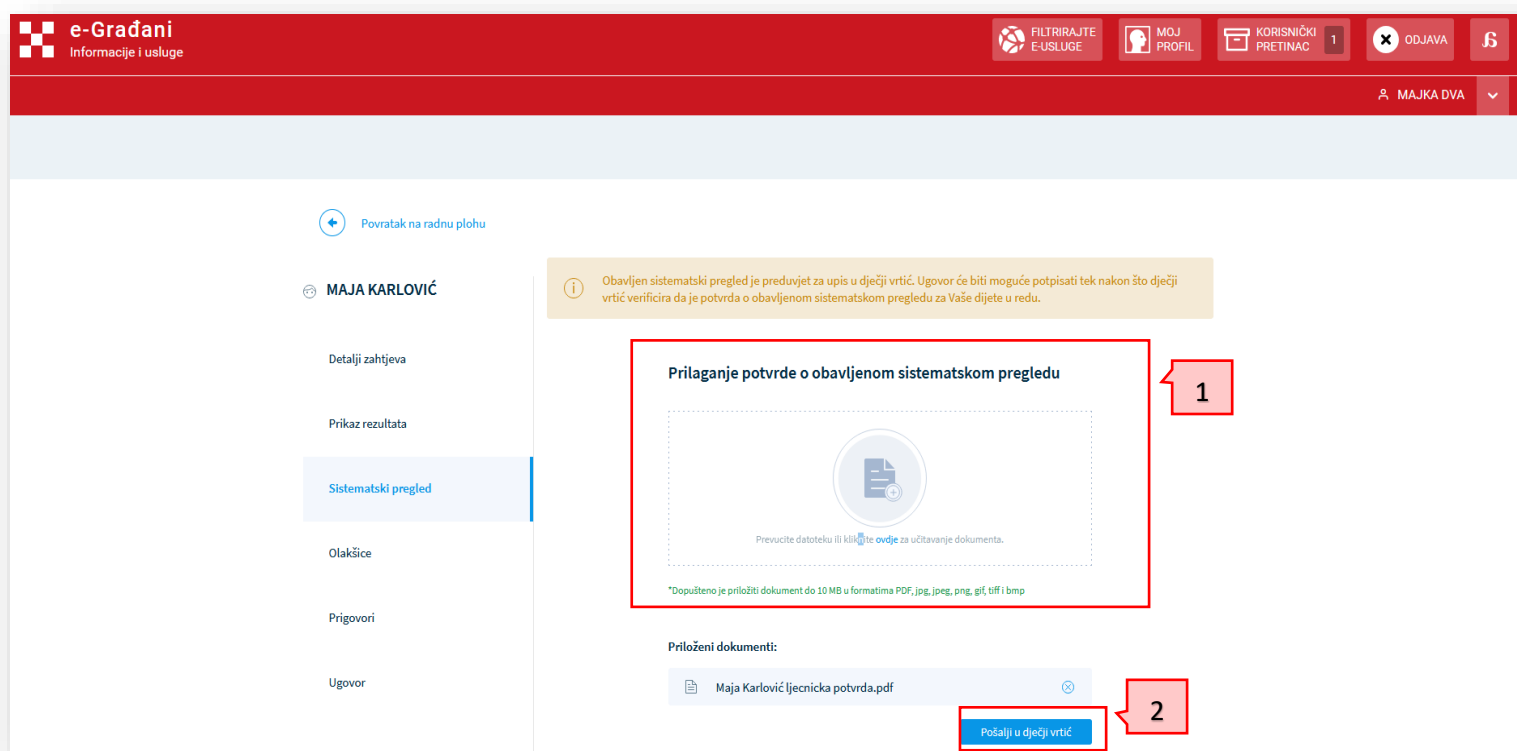 e-Građani
Informacije i usluge
FILTRIRAJTE
E-USLUGE
MOJ
PROFIL
KORISNIČKI
PRETINAC
1
ODJAVA
MAJKA DVA
Povratak na radnu plohu
MAJA KARLOVIĆ
Obavljen sistematski pregled je preduvjet za upis u dječji vrtić. Ugovor će biti moguće potpisati tek nakon što dječji
vrtić verificira da je potvrda o obavljenom sistematskom pregledu za Vaše dijete u redu.
Detalji zahtjeva
Prikaz rezultata
Sistematski pregled
Olakšice
Prigovori
Ugovor
Prilaganje potvrde o obavljenom sistematskom pregledu
1
Prevucite datoteku ili kliknite ovdje za učitavanje dokumenta.
*Dopušteno je priložiti dokument do 10 MB u formatima PDF, jpg, jpeg, png, gif, tiff i bmp
Priloženi dokumenti:
Maja Karlović ljecnicka potvrda.pdf
2
Pošalji u dječji vrtić